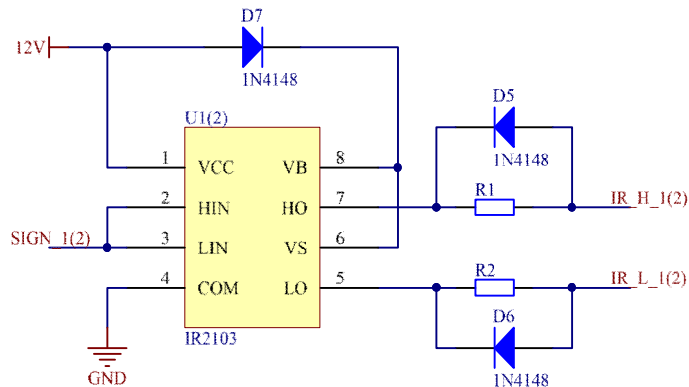 D7
12V
1N4148
U1(2)
D5
1N4148
1 VCC VB 8
2 HIN HO 7
R1
IR_H_1(2)
SIGN_1(2)
3 LIN VS 6
4 COM LO 5
R2
IR_L_1(2)
D6
IR2103
GND
1N4148